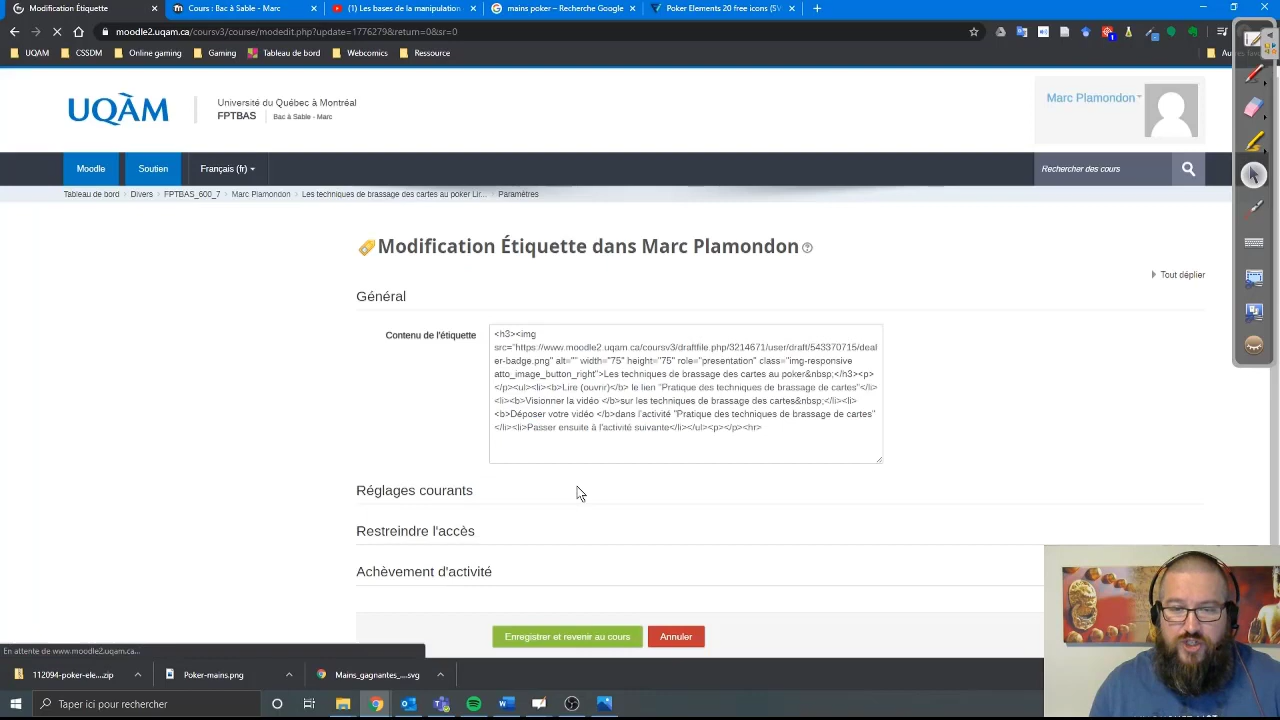 Modification Étiquette
Cours : Bac à Sable - Marc
(1) Les bases de la manipulation
mains poker – Recherche Google
Poker Elements 20 free icons (SV
moodle2.uqam.ca/coursv3/course/modedit.php?update=1776279&return=0&sr=0
UQAM
CSSDM
Online gaming
Gaming
Tableau de bord
Webcomics
Ressource
UQÀM
Université du Québec à Montréal
FPTBAS
Bac à Sable - Marc
Marc Plamondon
Moodle
Soutien
Français (fr)
Rechercher des cours
Tableau de bord › Divers › FPTBAS_600_7 › Marc Plamondon › Les techniques de brassage des cartes au poker Lir... › Paramètres
Modification Étiquette dans Marc Plamondon
Tout déplier
Général
Contenu de l'étiquette
<h3><img
src="https://www.moodle2.uqam.ca/coursv3/draftfile.php/3214671/user/draft/543370715/deal
er-badge.png" alt="" width="75" height="75" role="presentation" class="img-responsive
atto_image_button_right">Les techniques de brassage des cartes au poker&nbsp;</h3><p>
</p><ul><li><b>Lire (ouvrir)</b> le lien "Pratique des techniques de brassage de cartes"</li>
<li><b>Visionner la vidéo </b>sur les techniques de brassage des cartes&nbsp;</li><li>
<b>Déposer votre vidéo </b>dans l'activité "Pratique des techniques de brassage de cartes"
</li><li>Passer ensuite à l'activité suivante</li></ul><p></p><hr>
Réglages courants
Restreindre l'accès
Achèvement d'activité
Enregistrer et revenir au cours
Annuler
En attente de www.moodle2.uqam.ca...
112094-poker-ele....zip
Poker-mains.png
Mains_gagnantes_....svg
Taper ici pour rechercher